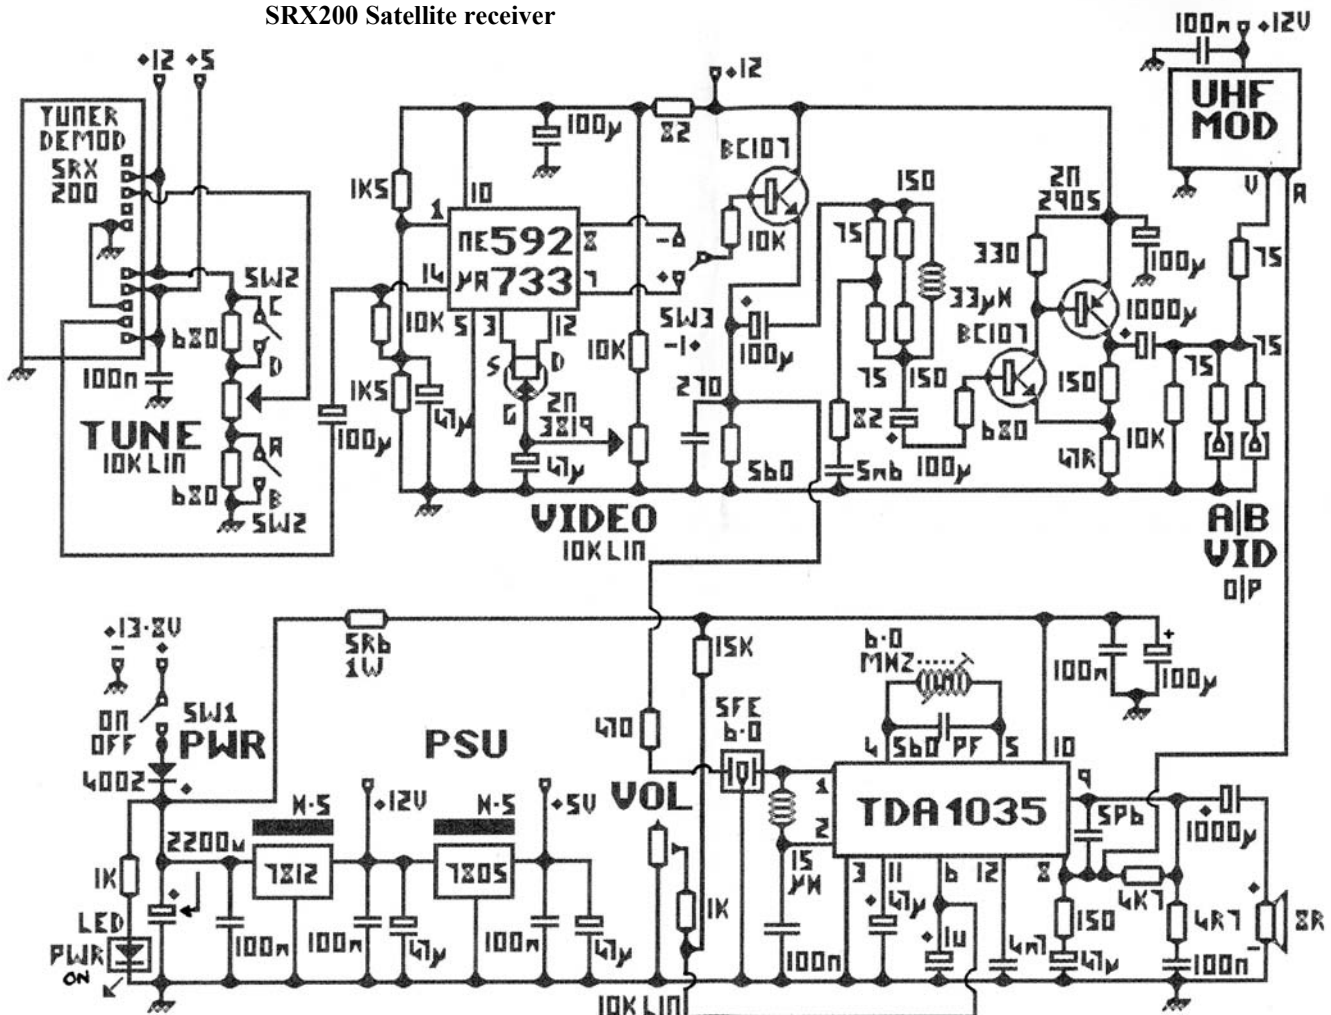 SRX200 Satellite receiver
100n
+12V
+12 +5
TUNER
DEMOD
SRX
200
UHF
MOD
V
A
+12
82
100µ
BC107
1K5
10
1
NE592
µA733
14
8
7
5
3
12
-
+
10K
SW3
-|+
100µ
150
75
33µH
75
150
2N
2905
330
100µ
BC107
1000µ
+
75
SW2
C
680
D
100n
TUNE
10K LIN
A
680
B
SW2
100µ
10K
1K5
47µ
S
D
G
2N
3819
47µ
10K
270
560
82
5n6
100µ
+
680
150
47R
10K
75
75
VIDEO
10K LIN
A|B
VID
O|P
+13·8V
-
+
ON
OFF
SW1
PWR
4002
+
5R6
1W
PSU
15K
6·0
MHZ
100n
100µ
+
470
SFE
6·0
4
560 PF
5
10
H·S
+12V
H·S
+5V
VOL
1
2
TDA1035
9
5P6
+
1000µ
2200µ
7812
7805
1K
LED
PWR
ON
+
100n
100n
47µ
100n
47µ
1K
15
µH
3
11
6
12
8
47µ
+
1µ
+
4K7
150
4R7
+
-
8R
100n
4n7
47µ
100n
10K LIN